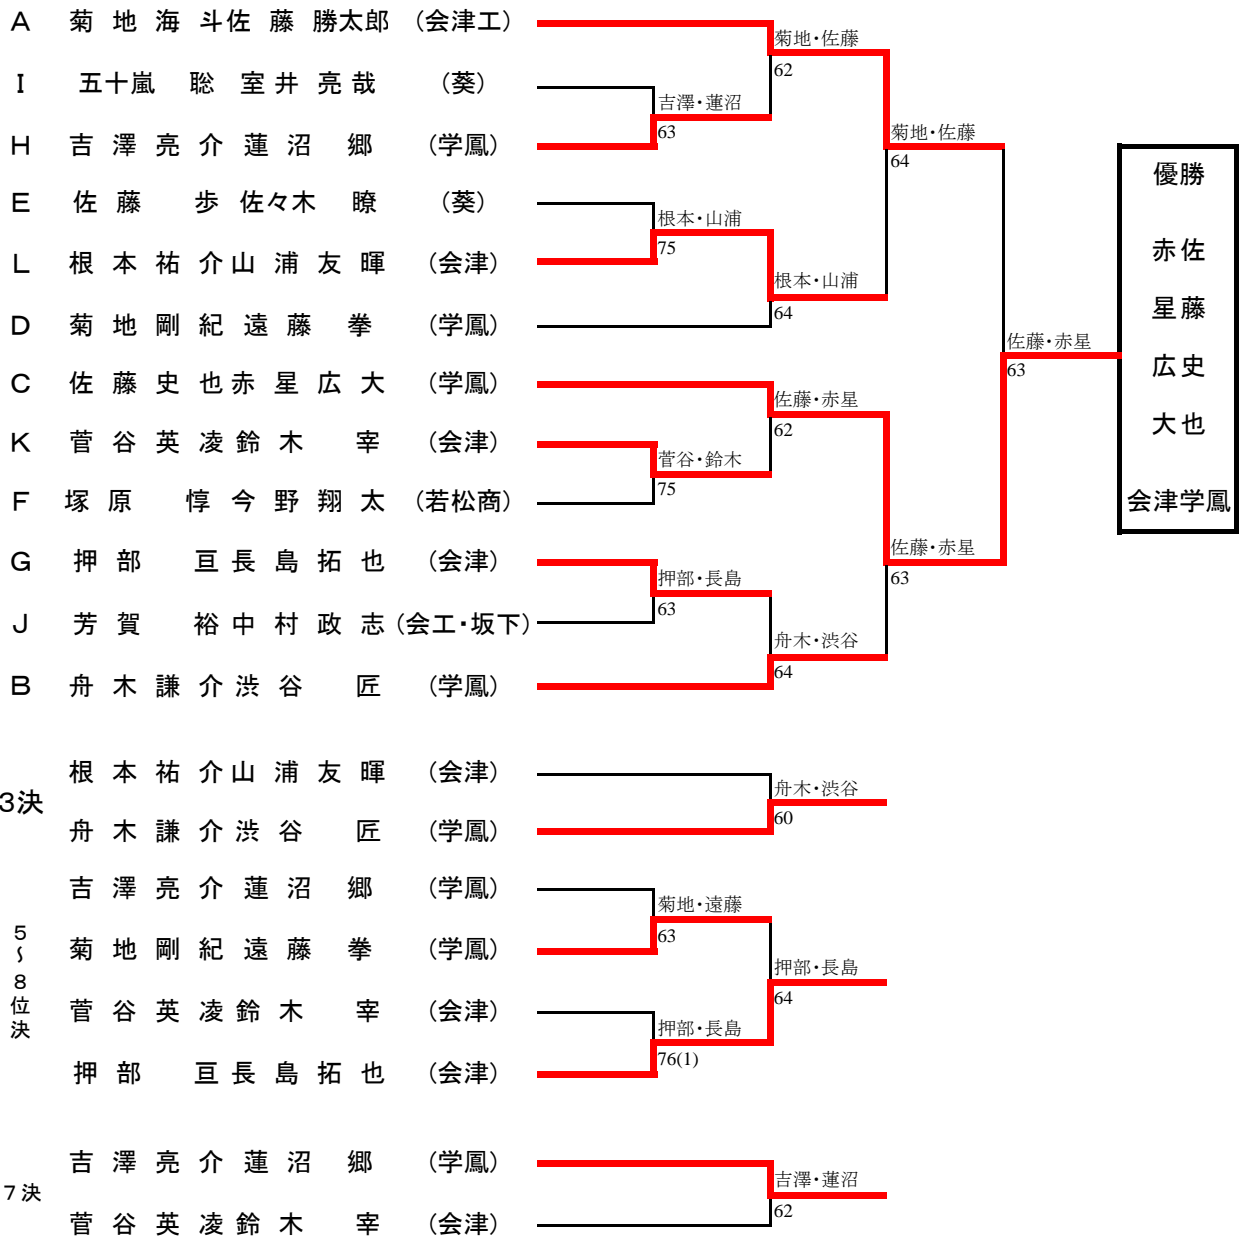 A 菊地海斗 佐藤勝太郎 (会津工)
菊地・佐藤
62
I 五十嵐 聡 室井亮哉 (葵)
吉澤・蓮沼
63
菊地・佐藤
64
H 吉澤亮介 蓮沼 郷 (学鳳)
E 佐藤 歩 佐々木 瞭 (葵)
根本・山浦
75
L 根本祐介 山浦友暉 (会津)
根本・山浦
64
D 菊地剛紀 遠藤 拳 (学鳳)
佐藤・赤星
63
C 佐藤史也 赤星広大 (学鳳)
佐藤・赤星
62
K 菅谷英凌 鈴木 宰 (会津)
菅谷・鈴木
75
F 塚原 惇 今野翔太 (若松商)
佐藤・赤星
63
G 押部 亘 長島拓也 (会津)
押部・長島
63
J 芳賀 裕 中村政志 (会工・坂下)
舟木・渋谷
64
B 舟木謙介 渋谷 匠 (学鳳)
優勝
赤佐
星藤
広史
大也
会津学鳳
3決
根本祐介 山浦友暉 (会津)
舟木・渋谷
60
舟木謙介 渋谷 匠 (学鳳)
5~8位決
吉澤亮介 蓮沼 郷 (学鳳)
菊地・遠藤
63
菊地剛紀 遠藤 拳 (学鳳)
押部・長島
64
菅谷英凌 鈴木 宰 (会津)
押部・長島
76(1)
押部 亘 長島拓也 (会津)
7決
吉澤亮介 蓮沼 郷 (学鳳)
吉澤・蓮沼
62
菅谷英凌 鈴木 宰 (会津)